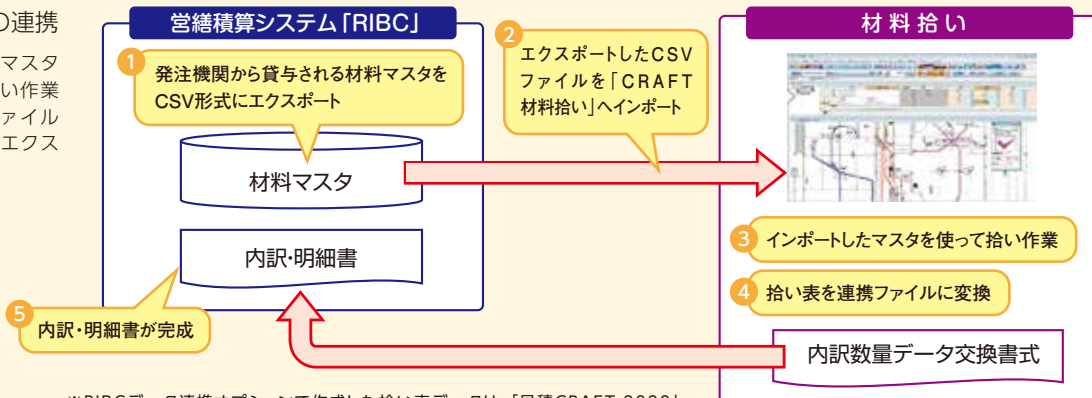 の連携
マスタ
い作業
ァイル
エクス
営繕積算システム「RIBC」
1
発注機関から貸与される材料マスタを
CSV形式にエクスポート
材料マスタ
内訳・明細書
5
内訳・明細書が完成
2
エクスポートしたCSV
ファイルを「CRAFT
材料拾い」へインポート
材料拾い
3 インポートしたマスタを使って拾い作業
4 拾い表を連携ファイルに変換
内訳数量データ交換書式